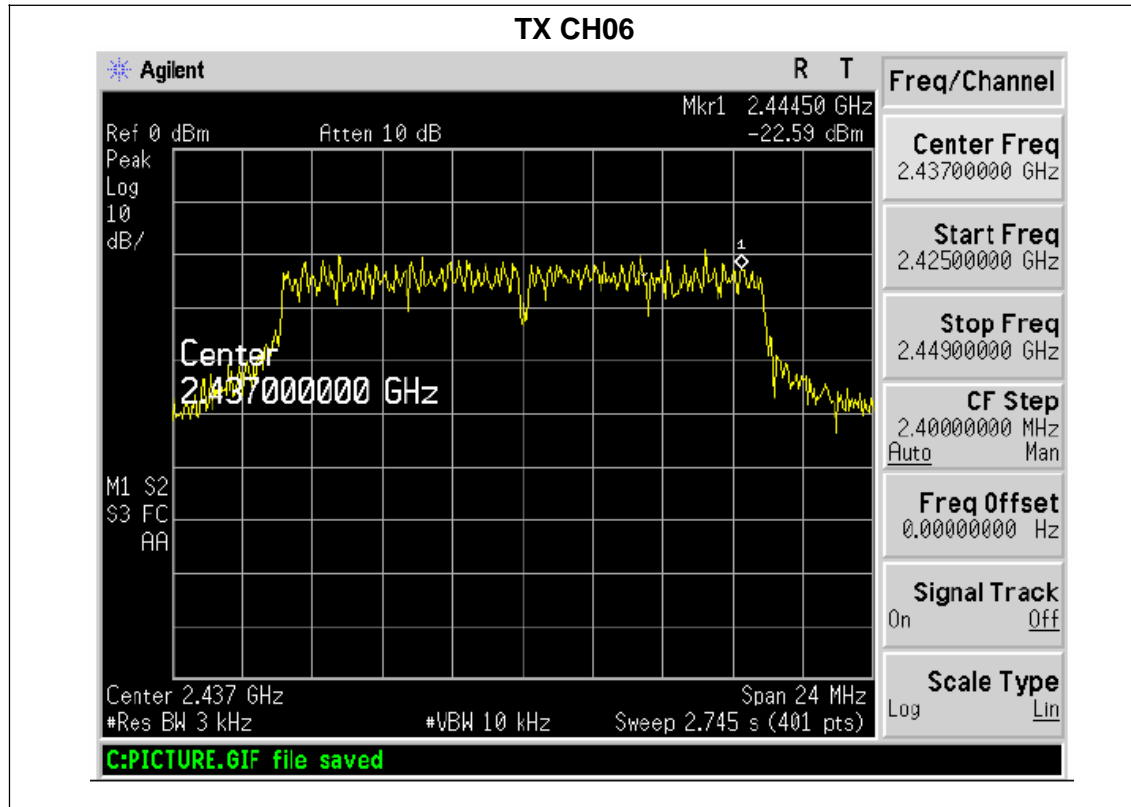 TX CH06
Agilent R T
Mkr1 2.44450 GHz
Ref 0 dBm Atten 10 dB -22.59 dBm
Peak
Log
10
dB/
1
Center
2.437000000 GHz
M1 S2
S3 FC
AA
Center 2.437 GHz Span 24 MHz
#Res BW 3 kHz #VBW 10 kHz Sweep 2.745 s (401 pts)
C:PICTURE.GIF file saved
Freq/Channel
Center Freq
2.43700000 GHz
Start Freq
2.42500000 GHz
Stop Freq
2.44900000 GHz
CF Step
2.40000000 MHz
Auto Man
Freq Offset
0.00000000 Hz
Signal Track
On Off
Scale Type
Log Lin